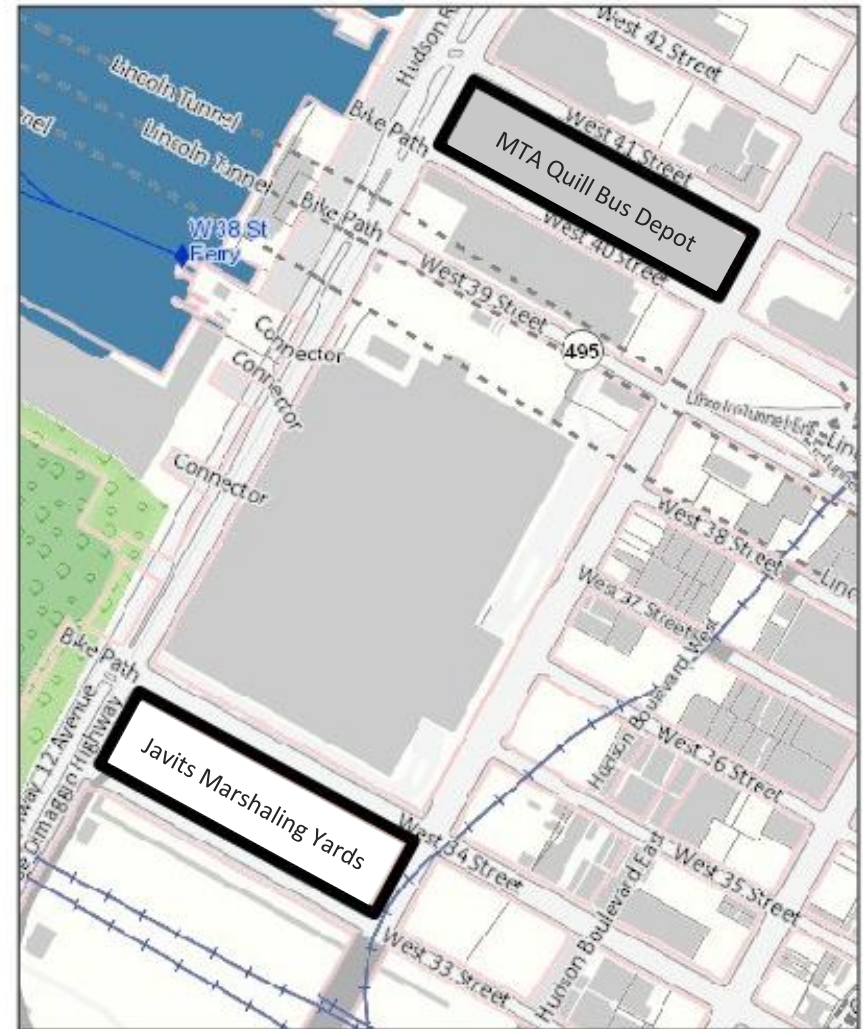 West 42 Street
Hudson R
Lincoln Tunnel
West 41 Street
MTA Quill Bus Depot
Bike Path
Lincoln Tunnel
nel
Bike Path
West 40 Street
W 38 St
Ferry
West 39 Street
495
Connector
Connector
Lincoln Tunnel
Connector
West 38 Street
Linc
West 37 Street
Hudson Boulevard West
Bike Path
West 36 Street
way
12 Avenue
Highway
Javits Marshaling Yards
West 34 Street
West 35 Street
Hudson Boulevard East
West 33 Street